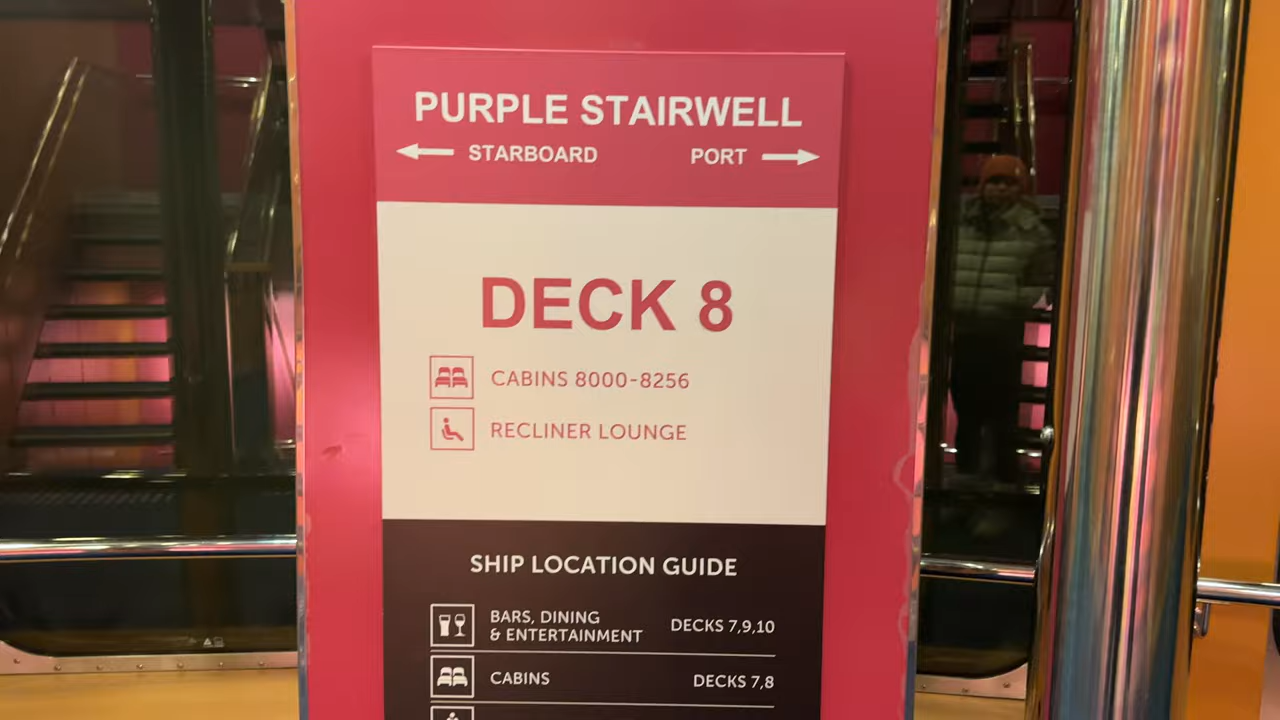 PURPLE STAIRWELL
STARBOARD PORT
DECK 8
CABINS 8000-8256
RECLINER LOUNGE
SHIP LOCATION GUIDE
BARS, DINING
& ENTERTAINMENT DECKS 7,9,10
CABINS DECKS 7,8